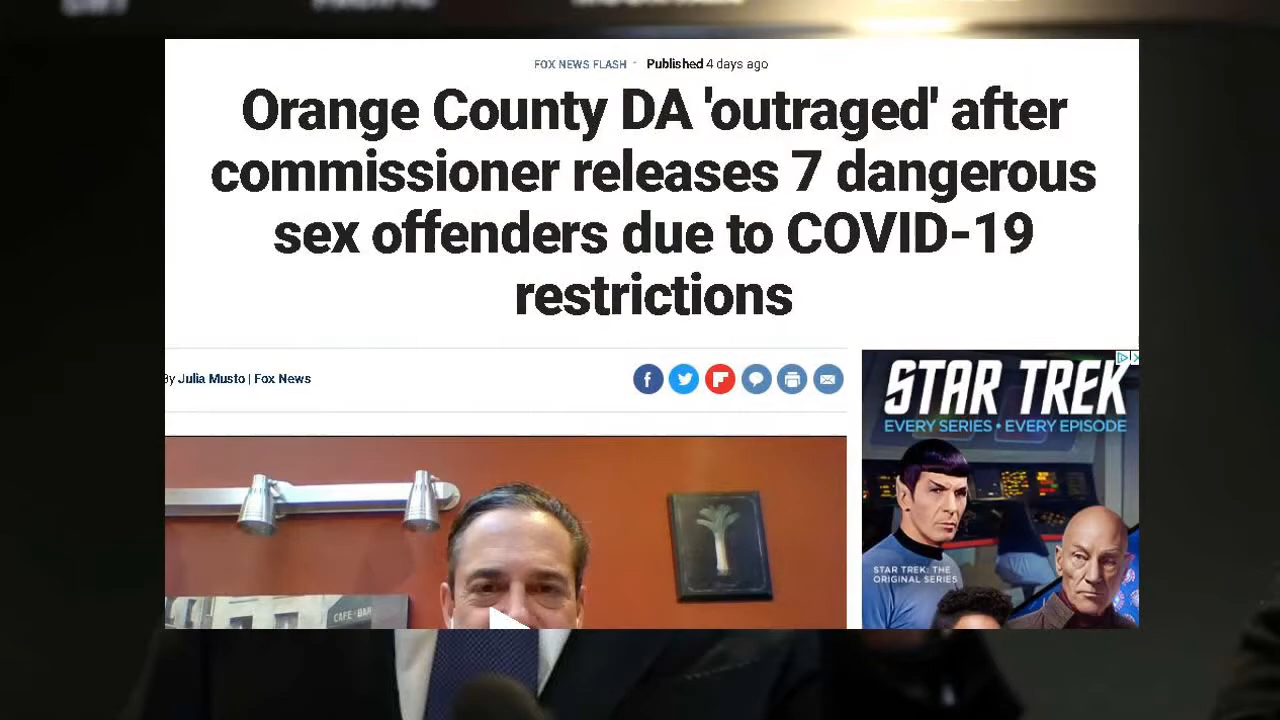 FOX NEWS FLASH · Published 4 days ago
Orange County DA 'outraged' after
commissioner releases 7 dangerous
sex offenders due to COVID-19
restrictions
By Julia Musto | Fox News
STAR TREK
EVERY SERIES • EVERY EPISODE
STAR TREK: THE
ORIGINAL SERIES
CAFE · BAR